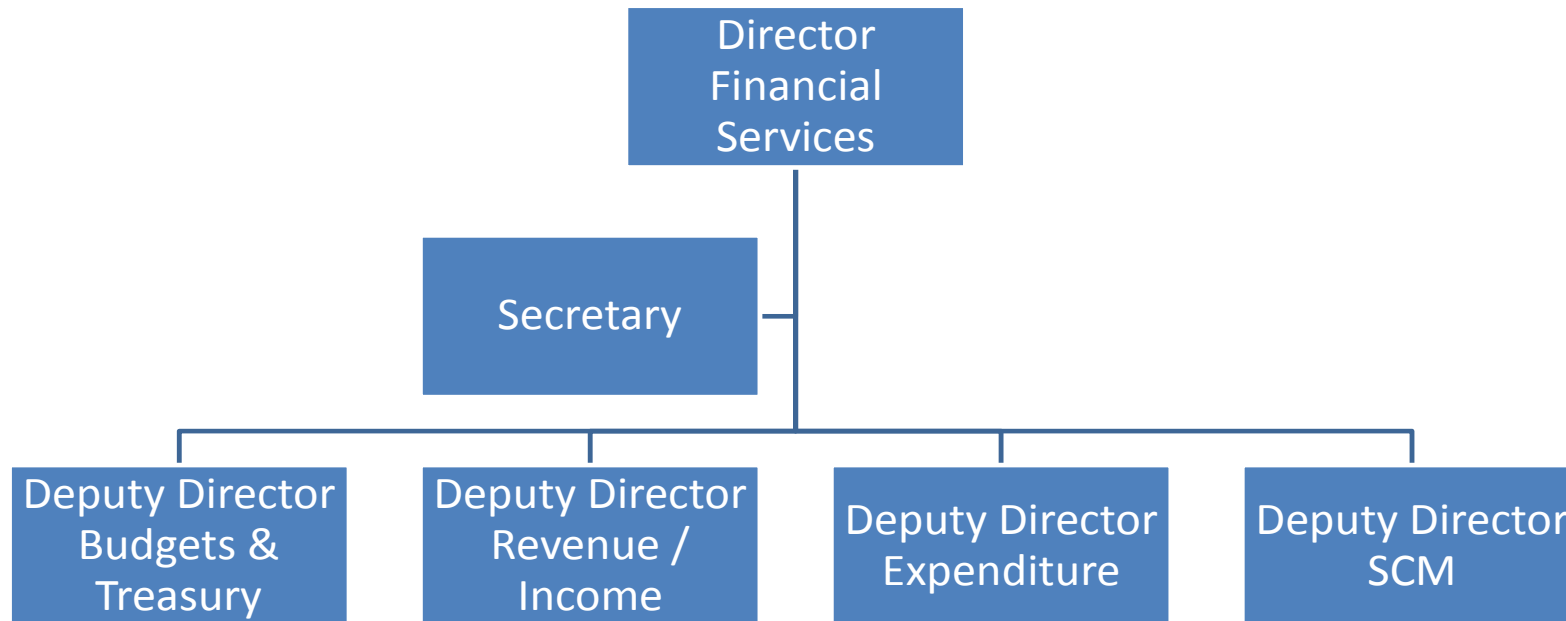 Director
Financial
Services
Secretary
Deputy Director
Budgets &
Treasury
Deputy Director
Revenue /
Income
Deputy Director
Expenditure
Deputy Director
SCM